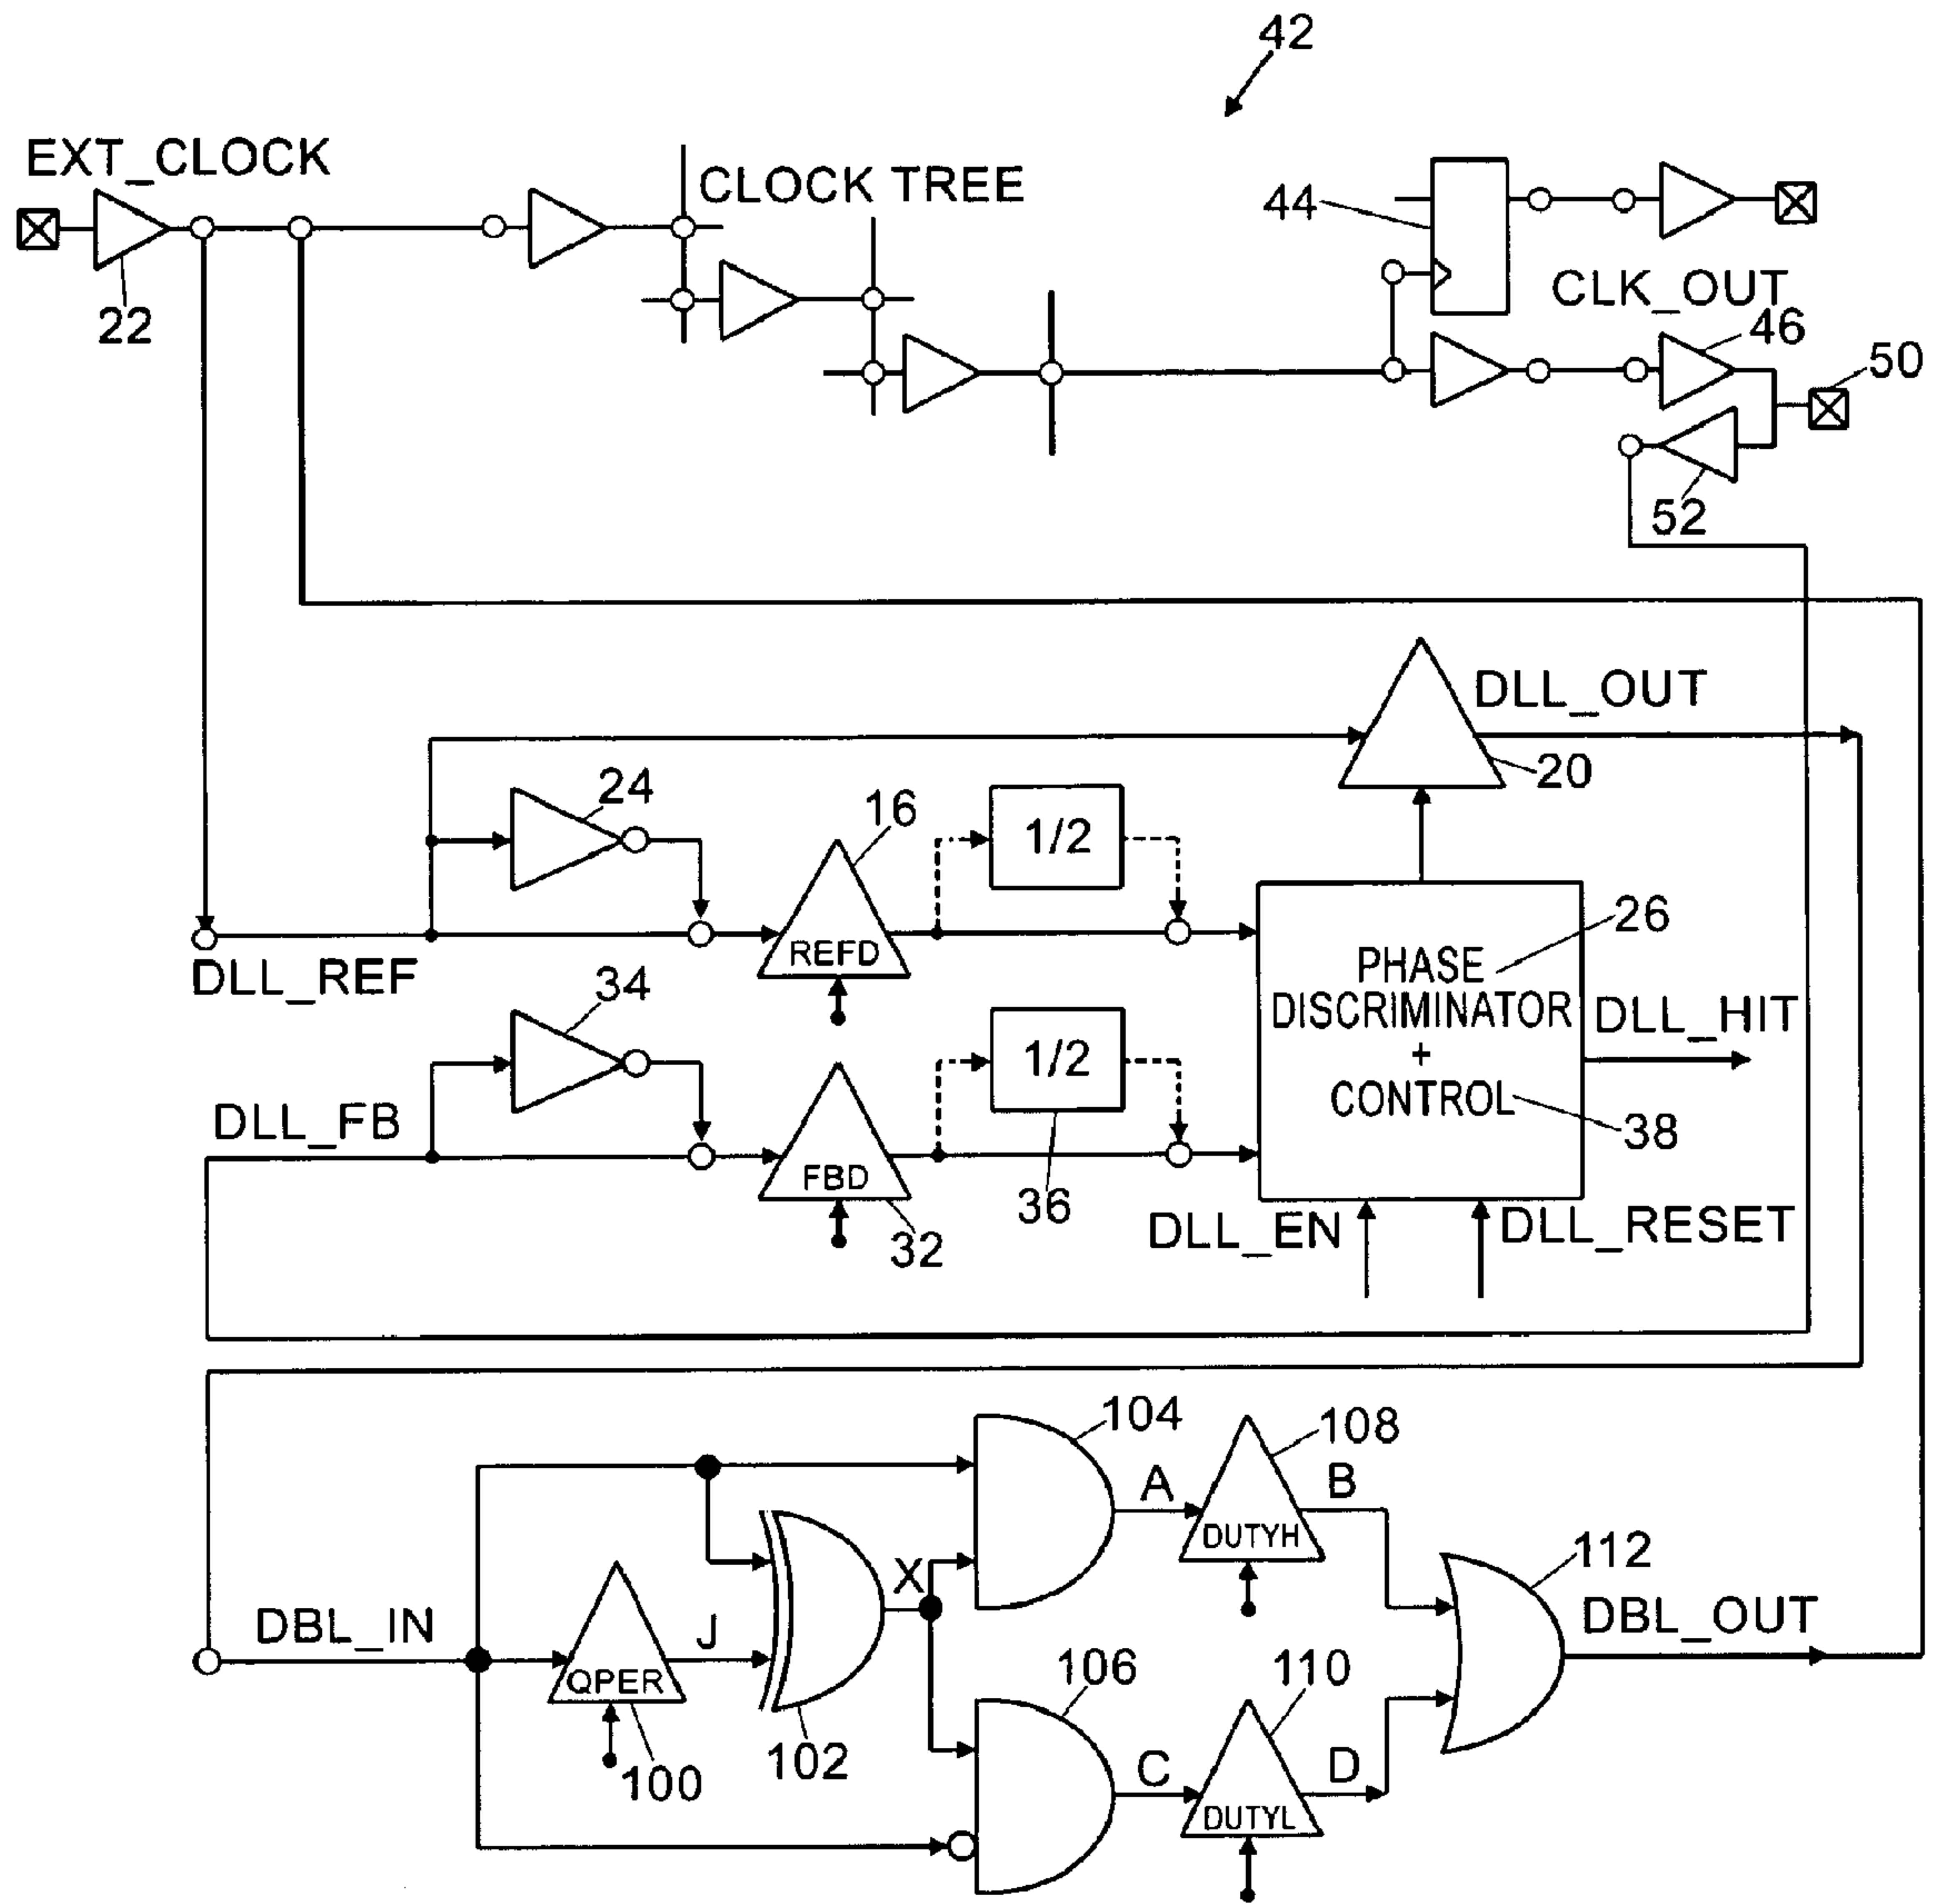 42
EXT_CLOCK
CLOCK TREE
44
22
CLK_OUT
46
50
52
DLL_OUT
20
24
16
1/2
26
REFD
PHASE
DISCRIMINATOR
+
CONTROL
DLL_REF
34
DLL_HIT
1/2
DLL_FB
38
FBD
36
32
DLL_EN
DLL_RESET
104
108
A
B
DUTYH
112
X
DBL_IN
J
DBL_OUT
QPER
106
110
102
100
C
D
DUTYL